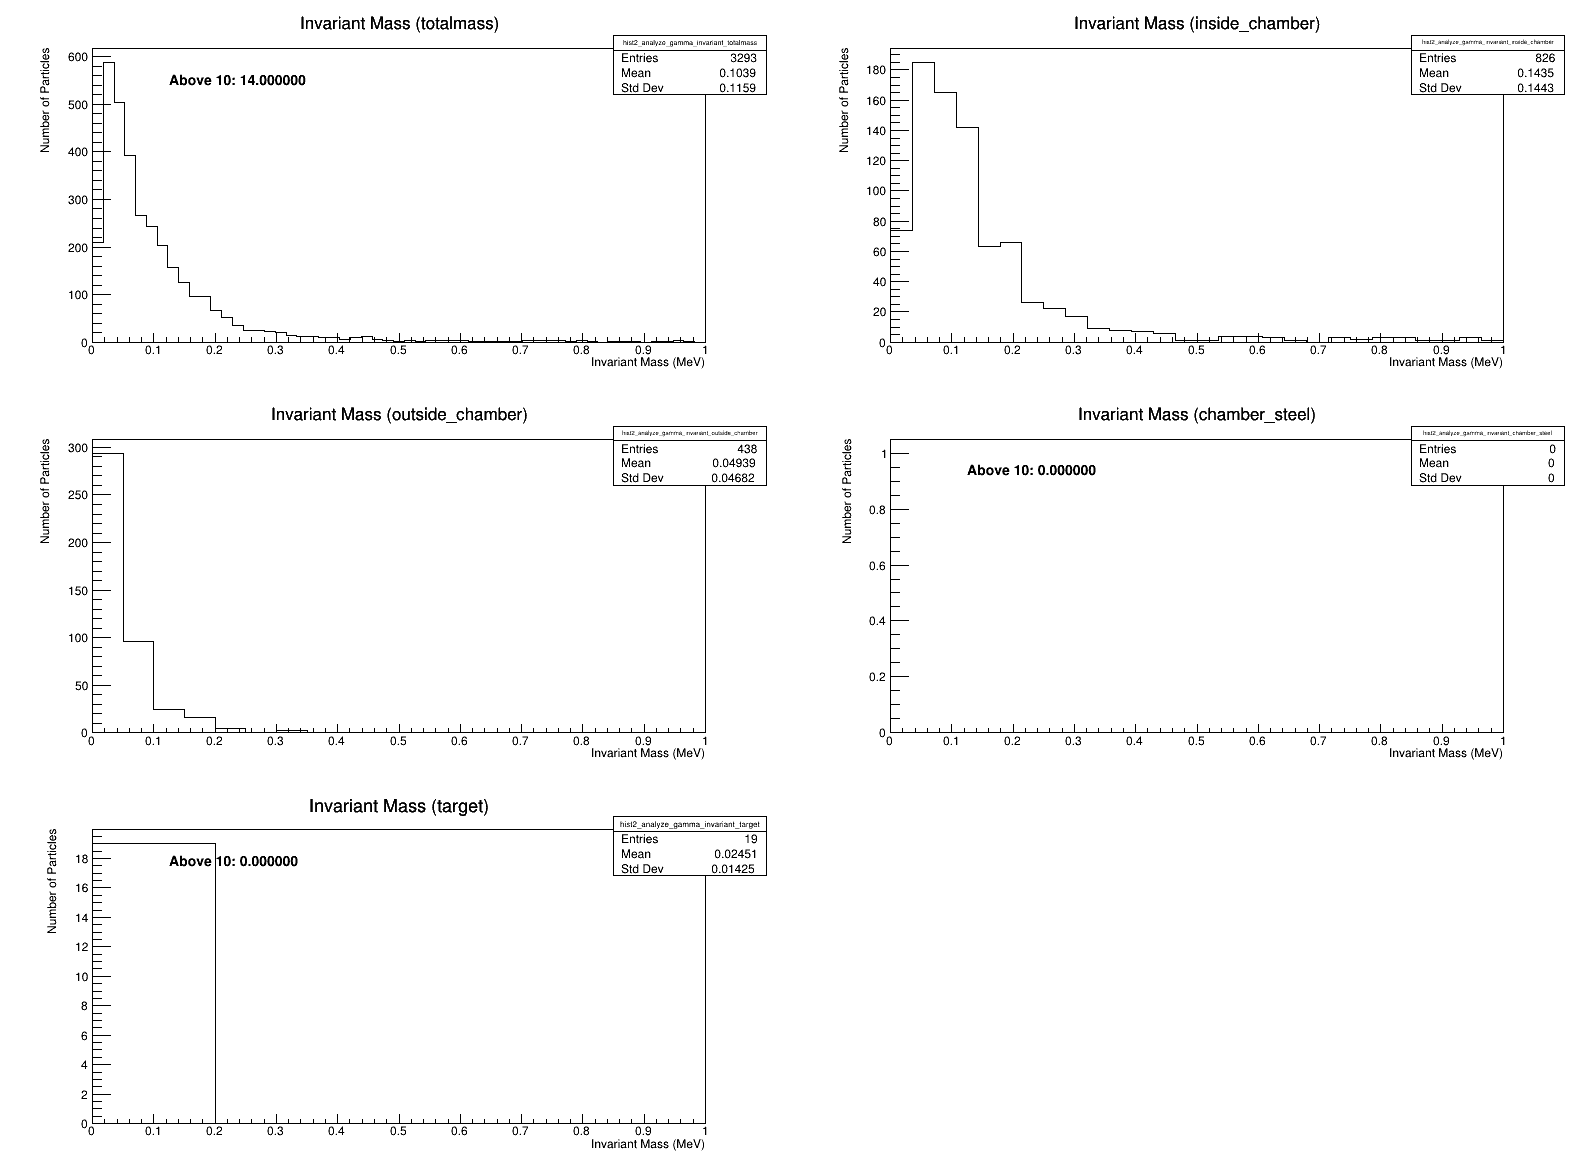 Invariant Mass (totalmass)
hist2_analyze_gamma_invariant_totalmass
Entries 3293
Mean 0.1039
Std Dev 0.1159
Above 10: 14.000000
Number of Particles
600
500
400
300
200
100
0
0 0.1 0.2 0.3 0.4 0.5 0.6 0.7 0.8 0.9 1
Invariant Mass (MeV)
Invariant Mass (inside_chamber)
hist2_analyze_gamma_invariant_inside_chamber
Entries 826
Mean 0.1435
Std Dev 0.1443
Number of Particles
180
160
140
120
100
80
60
40
20
0
0 0.1 0.2 0.3 0.4 0.5 0.6 0.7 0.8 0.9 1
Invariant Mass (MeV)
Invariant Mass (outside_chamber)
hist2_analyze_gamma_invariant_outside_chamber
Entries 438
Mean 0.04939
Std Dev 0.04682
Number of Particles
300
250
200
150
100
50
0
0 0.1 0.2 0.3 0.4 0.5 0.6 0.7 0.8 0.9 1
Invariant Mass (MeV)
Invariant Mass (chamber_steel)
hist2_analyze_gamma_invariant_chamber_steel
Entries 0
Mean 0
Std Dev 0
Above 10: 0.000000
Number of Particles
1
0.8
0.6
0.4
0.2
0
0 0.1 0.2 0.3 0.4 0.5 0.6 0.7 0.8 0.9 1
Invariant Mass (MeV)
Invariant Mass (target)
hist2_analyze_gamma_invariant_target
Entries 19
Mean 0.02451
Std Dev 0.01425
Above 10: 0.000000
Number of Particles
18
16
14
12
10
8
6
4
2
0
0 0.1 0.2 0.3 0.4 0.5 0.6 0.7 0.8 0.9 1
Invariant Mass (MeV)